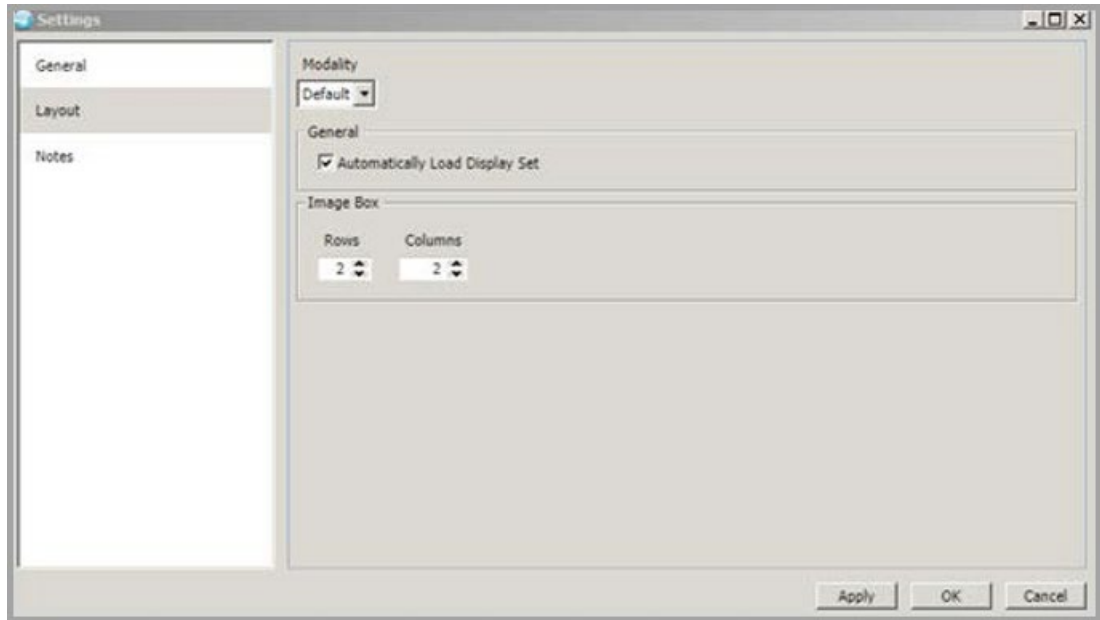 Settings
General
Layout
Notes
Modality
Default
General
Automatically Load Display Set
Image Box
Rows Columns
2 2
Apply OK Cancel